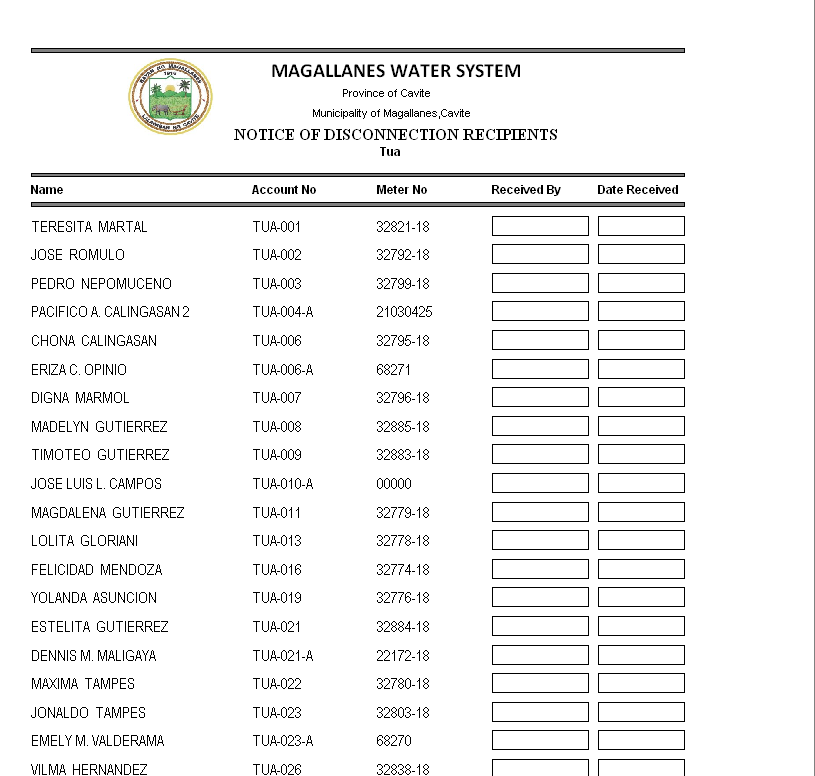 MAGALLANES WATER SYSTEM
Province of Cavite
Municipality of Magallanes,Cavite
NOTICE OF DISCONNECTION RECIPIENTS
Tua
Name Account No Meter No Received By Date Received
TERESITA MARTAL TUA-001 32821-18
JOSE ROMULO TUA-002 32792-18
PEDRO NEPOMUCENO TUA-003 32799-18
PACIFICO A. CALINGASAN 2 TUA-004-A 21030425
CHONA CALINGASAN TUA-006 32795-18
ERIZA C. OPINIO TUA-006-A 68271
DIGNA MARMOL TUA-007 32796-18
MADELYN GUTIERREZ TUA-008 32885-18
TIMOTEO GUTIERREZ TUA-009 32883-18
JOSE LUIS L. CAMPOS TUA-010-A 00000
MAGDALENA GUTIERREZ TUA-011 32779-18
LOLITA GLORIANI TUA-013 32778-18
FELICIDAD MENDOZA TUA-016 32774-18
YOLANDA ASUNCION TUA-019 32776-18
ESTELITA GUTIERREZ TUA-021 32884-18
DENNIS M. MALIGAYA TUA-021-A 22172-18
MAXIMA TAMPES TUA-022 32780-18
JONALDO TAMPES TUA-023 32803-18
EMELY M. VALDERAMA TUA-023-A 68270
VILMA HERNANDEZ TUA-026 32838-18